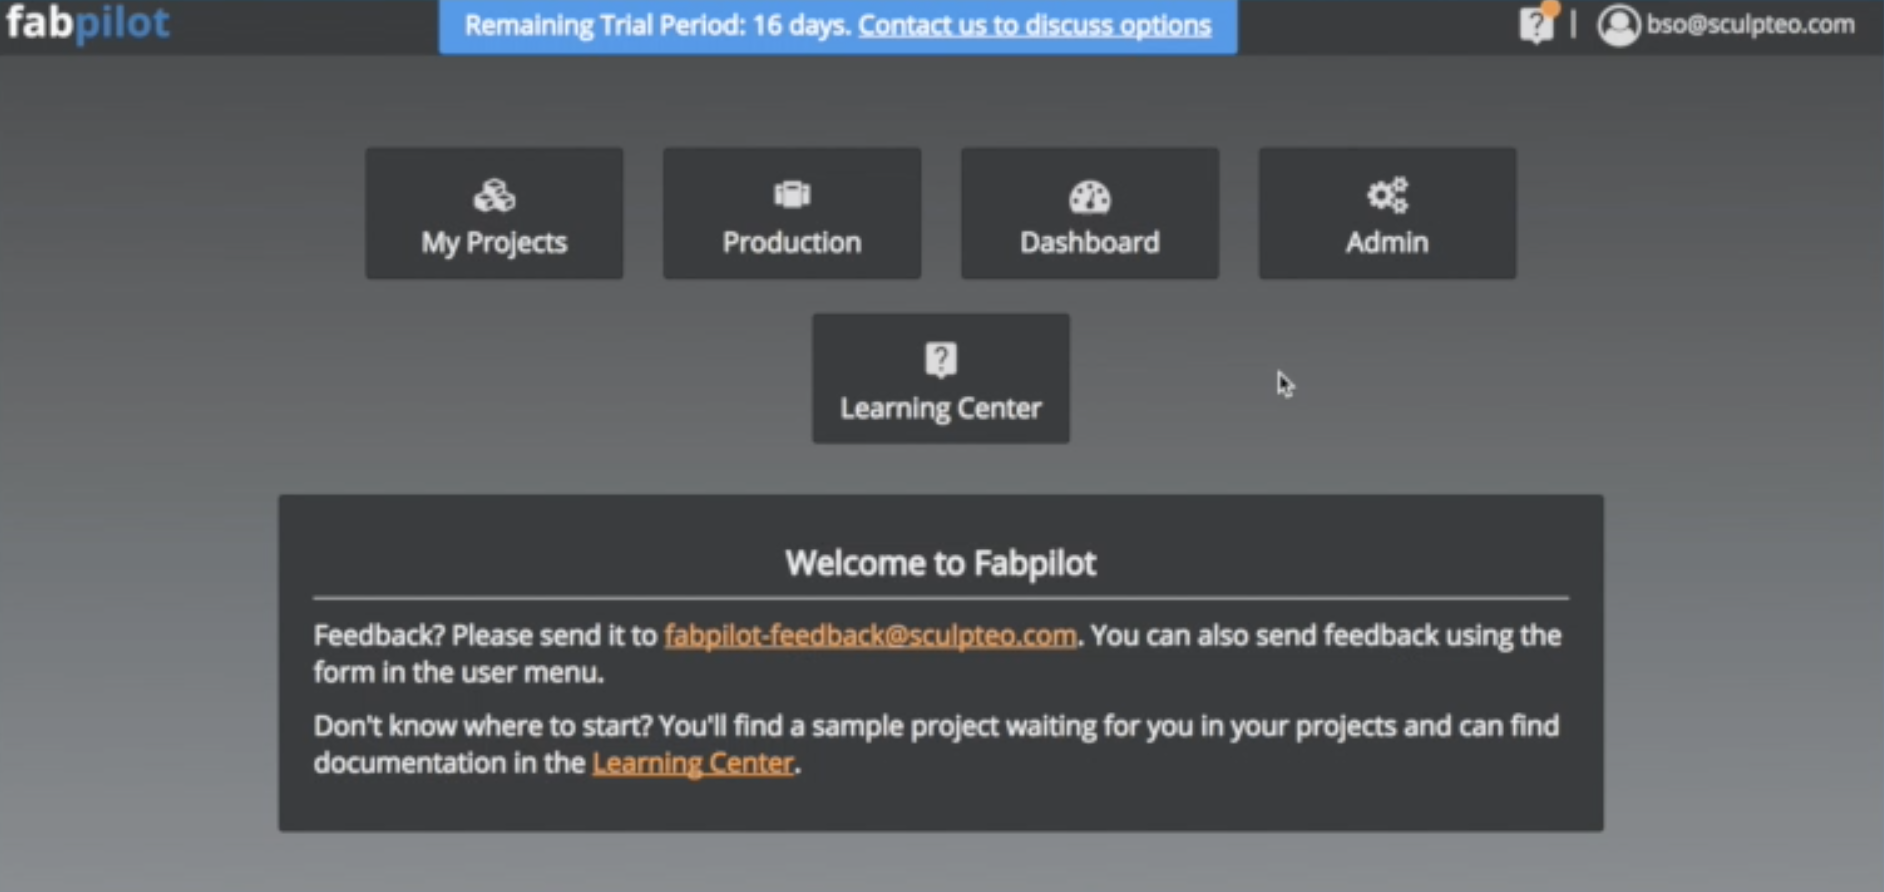 fabpilot
Remaining Trial Period: 16 days. Contact us to discuss options
bso@sculpteo.com
My Projects
Production
Dashboard
Admin
Learning Center
Welcome to Fabpilot
Feedback? Please send it to fabpilot-feedback@sculpteo.com. You can also send feedback using the
form in the user menu.
Don't know where to start? You'll find a sample project waiting for you in your projects and can find
documentation in the Learning Center.